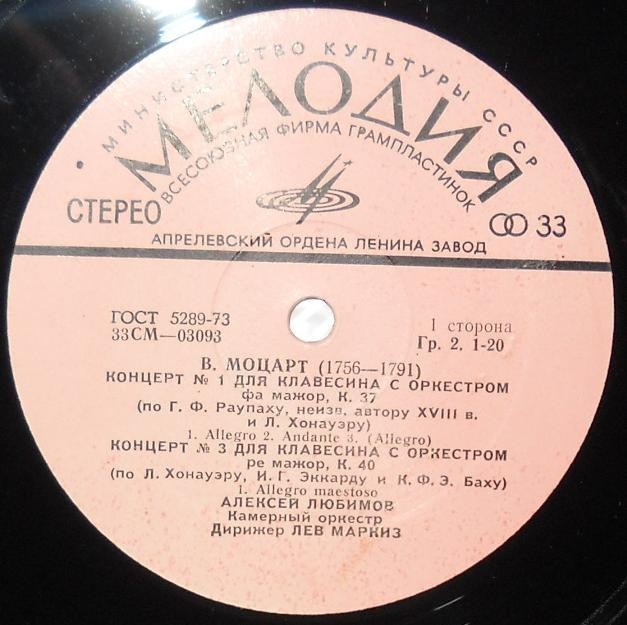 МИНИСТЕРСТВО КУЛЬТУРЫ СССР
МЕЛОДИЯ
ВСЕСОЮЗНАЯ ФИРМА ГРАМПЛАСТИНОК
СТЕРЕО
33
АПРЕЛЕВСКИЙ ОРДЕНА ЛЕНИНА ЗАВОД
ГОСТ 5289-73
33СМ—03093
1 сторона
Гр. 2. 1-20
В. МОЦАРТ (1756—1791)
КОНЦЕРТ № 1 ДЛЯ КЛАВЕСИНА С ОРКЕСТРОМ
фа мажор, К. 37
(по Г. Ф. Раупаху, неизв. автору XVIII в.
и Л. Хонауэру)
1. Allegro 2. Andante 3. (Allegro)
КОНЦЕРТ № 3 ДЛЯ КЛАВЕСИНА С ОРКЕСТРОМ
ре мажор, К. 40
(по Л. Хонауэру, И. Г. Эккарду и К. Ф. Э. Баху)
1. Allegro maestoso
АЛЕКСЕЙ ЛЮБИМОВ
Камерный оркестр
Дирижер ЛЕВ МАРКИЗ